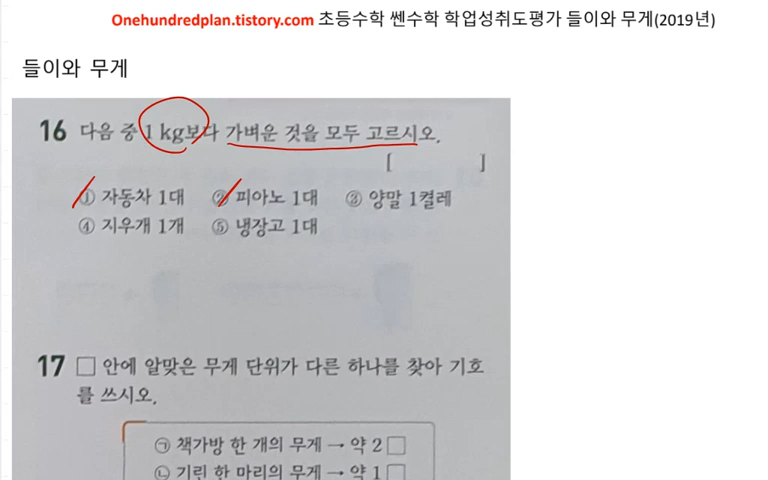 Onehundredplan.tistory.com 초등수학 쎈수학 학업성취도평가 들이와 무게(2019년)
들이와 무게
16 다음 중 1 kg보다 가벼운 것을 모두 고르시오.
[ ]
① 자동차 1대 ② 피아노 1대 ③ 양말 1켤레
④ 지우개 1개 ⑤ 냉장고 1대
17 □ 안에 알맞은 무게 단위가 다른 하나를 찾아 기호
를 쓰시오.
㉠ 책가방 한 개의 무게 → 약 2□
㉡ 기린 한 마리의 무게 → 약 1□